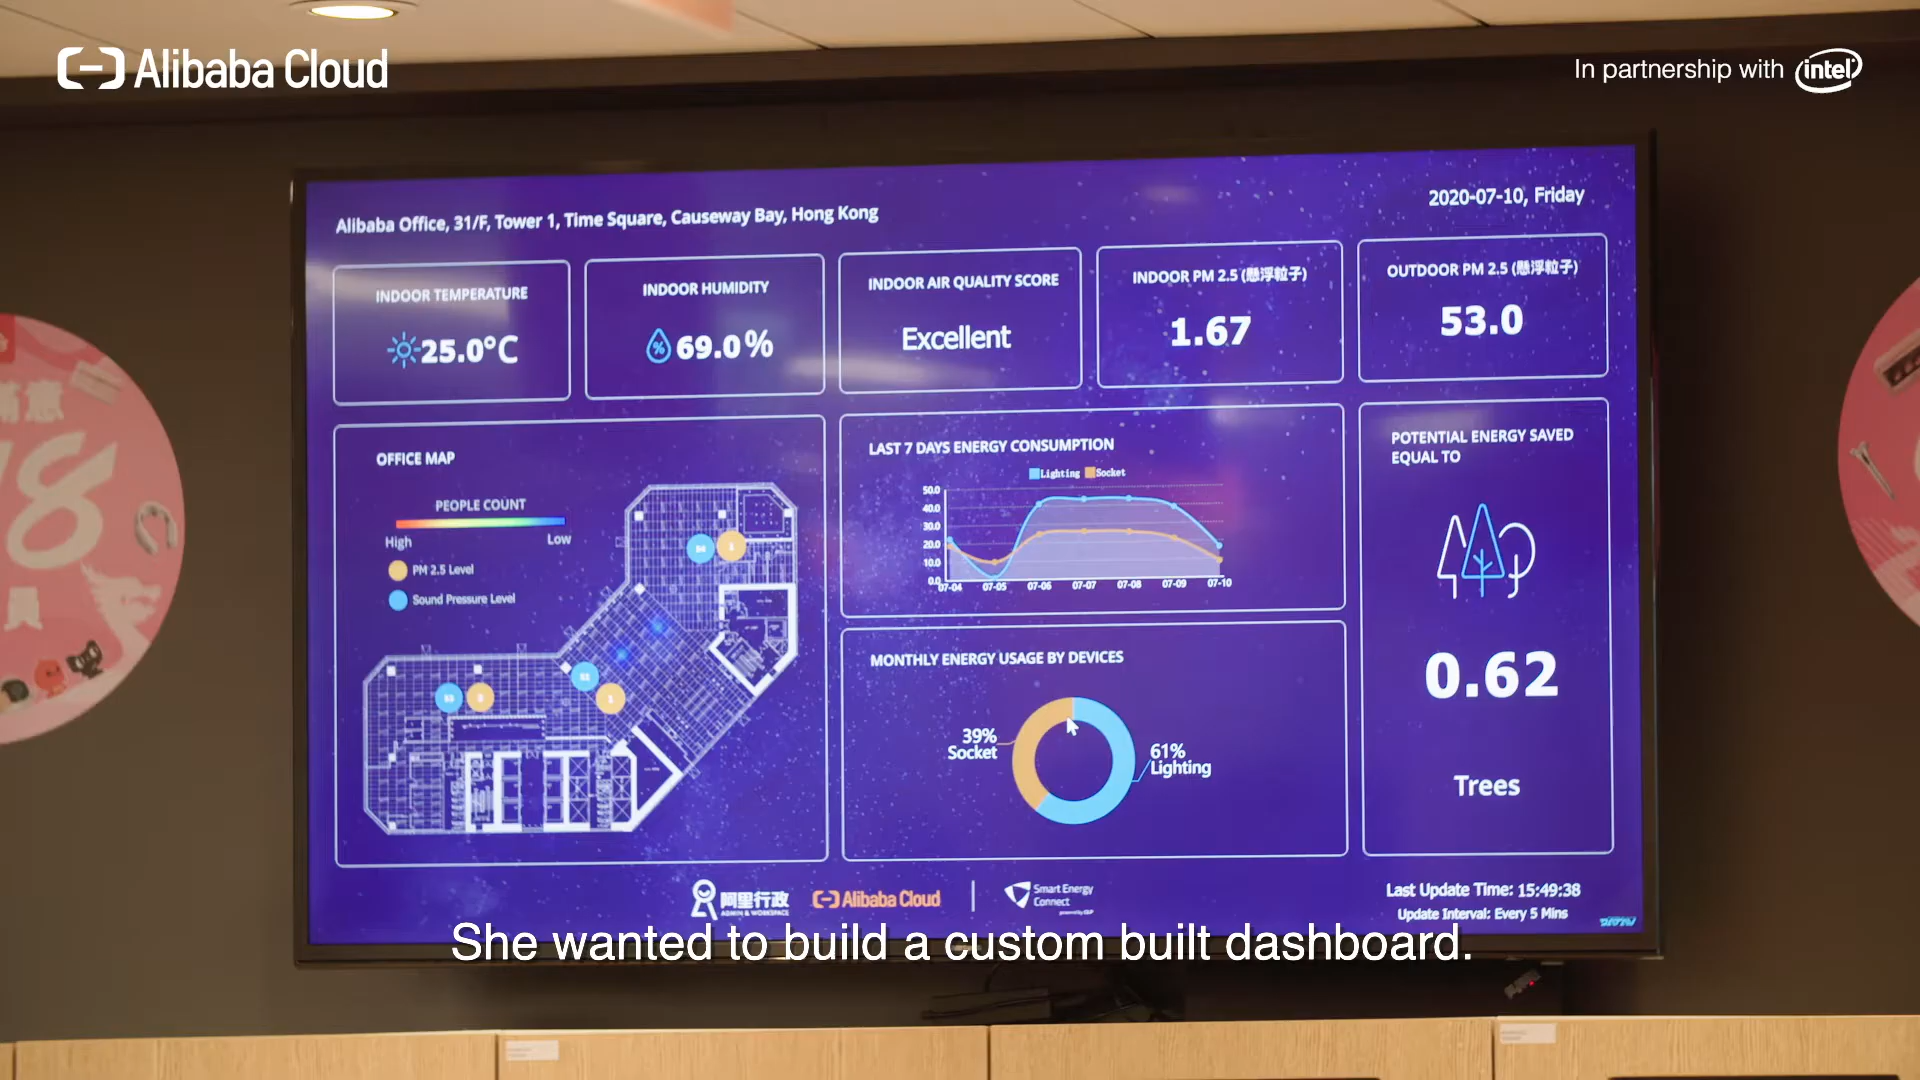 Alibaba Cloud
In partnership with intel
Alibaba Office, 31/F, Tower 1, Time Square, Causeway Bay, Hong Kong
2020-07-10, Friday
INDOOR TEMPERATURE
25.0°C
INDOOR HUMIDITY
% 69.0%
INDOOR AIR QUALITY SCORE
Excellent
INDOOR PM 2.5 (懸浮粒子)
1.67
OUTDOOR PM 2.5 (懸浮粒子)
53.0
OFFICE MAP
PEOPLE COUNT
High Low
PM 2.5 Level
Sound Pressure Level
LAST 7 DAYS ENERGY CONSUMPTION
Lighting Socket
50.0
40.0
30.0
20.0
10.0
0.0
07-04 07-05 07-06 07-07 07-08 07-09 07-10
MONTHLY ENERGY USAGE BY DEVICES
39%
Socket
61%
Lighting
POTENTIAL ENERGY SAVED
EQUAL TO
0.62
Trees
阿里行政
ADMIN & WORKSPACE
Alibaba Cloud
Smart Energy
Connect
powered by CLP
Last Update Time: 15:49:38
Update Interval: Every 5 Mins
She wanted to build a custom built dashboard.